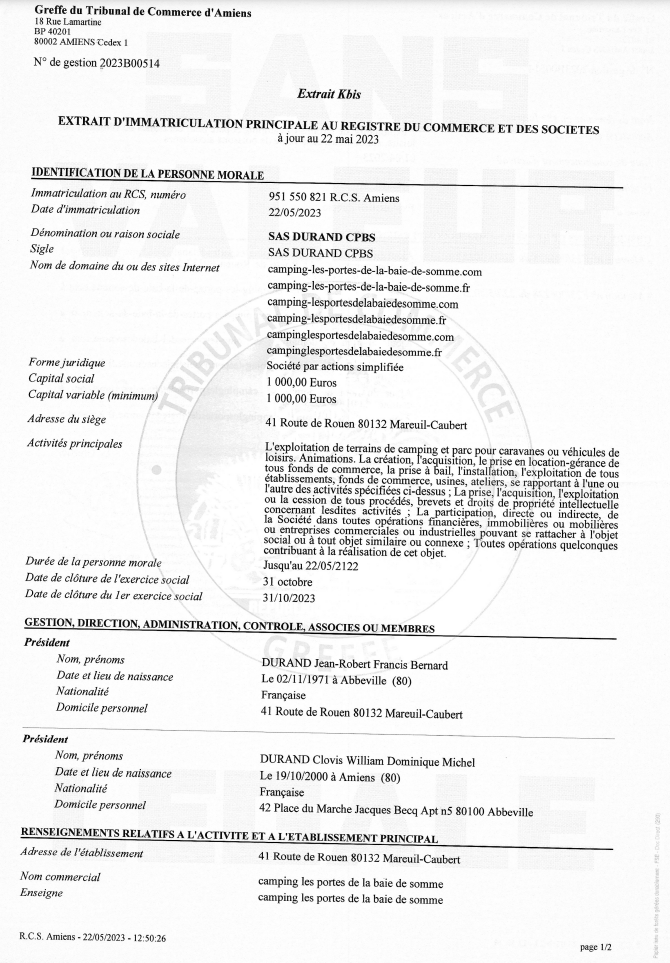 Greffe du Tribunal de Commerce d'Amiens
18 Rue Lamartine
BP 40201
80002 AMIENS Cedex 1
N° de gestion 2023B00514
Extrait Kbis
EXTRAIT D'IMMATRICULATION PRINCIPALE AU REGISTRE DU COMMERCE ET DES SOCIETES
à jour au 22 mai 2023
IDENTIFICATION DE LA PERSONNE MORALE
Immatriculation au RCS, numéro 951 550 821 R.C.S. Amiens
Date d'immatriculation 22/05/2023
Dénomination ou raison sociale SAS DURAND CPBS
Sigle SAS DURAND CPBS
Nom de domaine du ou des sites Internet camping-les-portes-de-la-baie-de-somme.com
camping-les-portes-de-la-baie-de-somme.fr
camping-lesportesdelabaiedesomme.com
camping-lesportesdelabaiedesomme.fr
campinglesportesdelabaiedesomme.com
campinglesportesdelabaiedesomme.fr
Forme juridique Société par actions simplifiée
Capital social 1 000,00 Euros
Capital variable (minimum) 1 000,00 Euros
Adresse du siège 41 Route de Rouen 80132 Mareuil-Caubert
Activités principales L'exploitation de terrains de camping et parc pour caravanes ou véhicules de
loisirs. Animations. La création, l'acquisition, le prise en location-gérance de
tous fonds de commerce, la prise à bail, l'installation, l'exploitation de tous
établissements, fonds de commerce, usines, ateliers, se rapportant à l'une ou
l'autre des activités spécifiées ci-dessus ; La prise, l'acquisition, l'exploitation
ou la cession de tous procédés, brevets et droits de propriété intellectuelle
concernant lesdites activités ; La participation, directe ou indirecte, de
la Société dans toutes opérations financières, immobilières ou mobilières
ou entreprises commerciales ou industrielles pouvant se rattacher à l'objet
social ou à tout objet similaire ou connexe ; Toutes opérations quelconques
contribuant à la réalisation de cet objet.
Durée de la personne morale Jusqu'au 22/05/2122
Date de clôture de l'exercice social 31 octobre
Date de clôture du 1er exercice social 31/10/2023
GESTION, DIRECTION, ADMINISTRATION, CONTROLE, ASSOCIES OU MEMBRES
Président
Nom, prénoms DURAND Jean-Robert Francis Bernard
Date et lieu de naissance Le 02/11/1971 à Abbeville (80)
Nationalité Française
Domicile personnel 41 Route de Rouen 80132 Mareuil-Caubert
Président
Nom, prénoms DURAND Clovis William Dominique Michel
Date et lieu de naissance Le 19/10/2000 à Amiens (80)
Nationalité Française
Domicile personnel 42 Place du Marche Jacques Becq Apt n5 80100 Abbeville
RENSEIGNEMENTS RELATIFS A L'ACTIVITE ET A L'ETABLISSEMENT PRINCIPAL
Adresse de l'établissement 41 Route de Rouen 80132 Mareuil-Caubert
Nom commercial camping les portes de la baie de somme
Enseigne camping les portes de la baie de somme
R.C.S. Amiens - 22/05/2023 - 12:50:26
page 1/2
TRIBUNAL DE COMMERCE
GREFFE
SANS
VALEUR
LEGALE